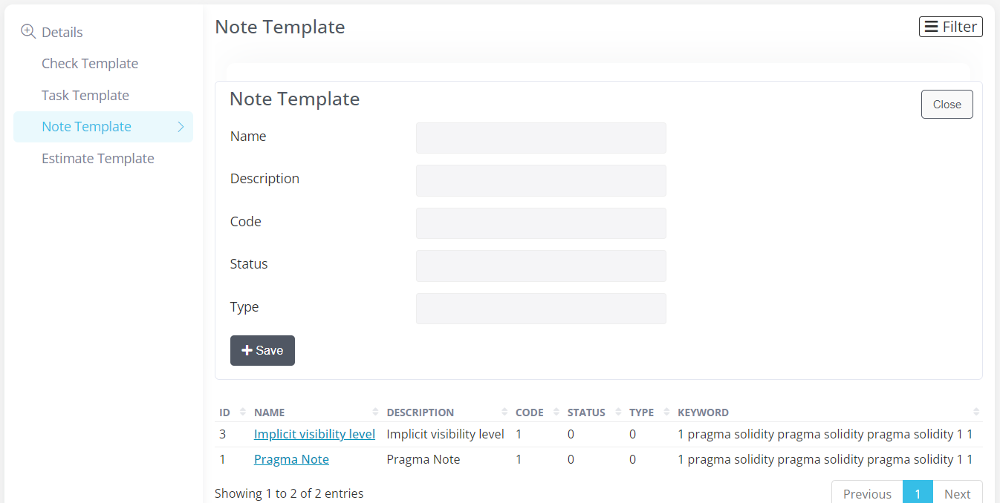 Details
Check Template
Task Template
Note Template
Estimate Template
Note Template
Filter
Note Template
Close
Name
Description
Code
Status
Type
Save
ID NAME DESCRIPTION CODE STATUS TYPE KEYWORD
3 Implicit visibility level Implicit visibility level 1 0 0 1 pragma solidity pragma solidity pragma solidity 1 1
1 Pragma Note Pragma Note 1 0 0 1 pragma solidity pragma solidity pragma solidity 1 1
Showing 1 to 2 of 2 entries
Previous 1 Next